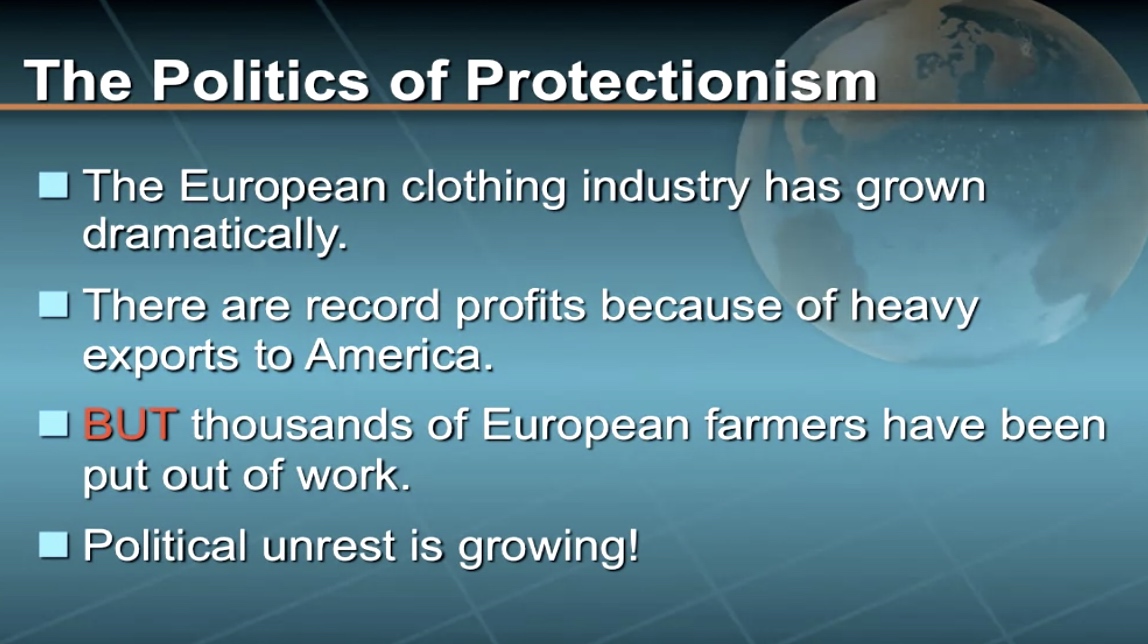 The Politics of Protectionism
The European clothing industry has grown
dramatically.
There are record profits because of heavy
exports to America.
BUT thousands of European farmers have been
put out of work.
Political unrest is growing!